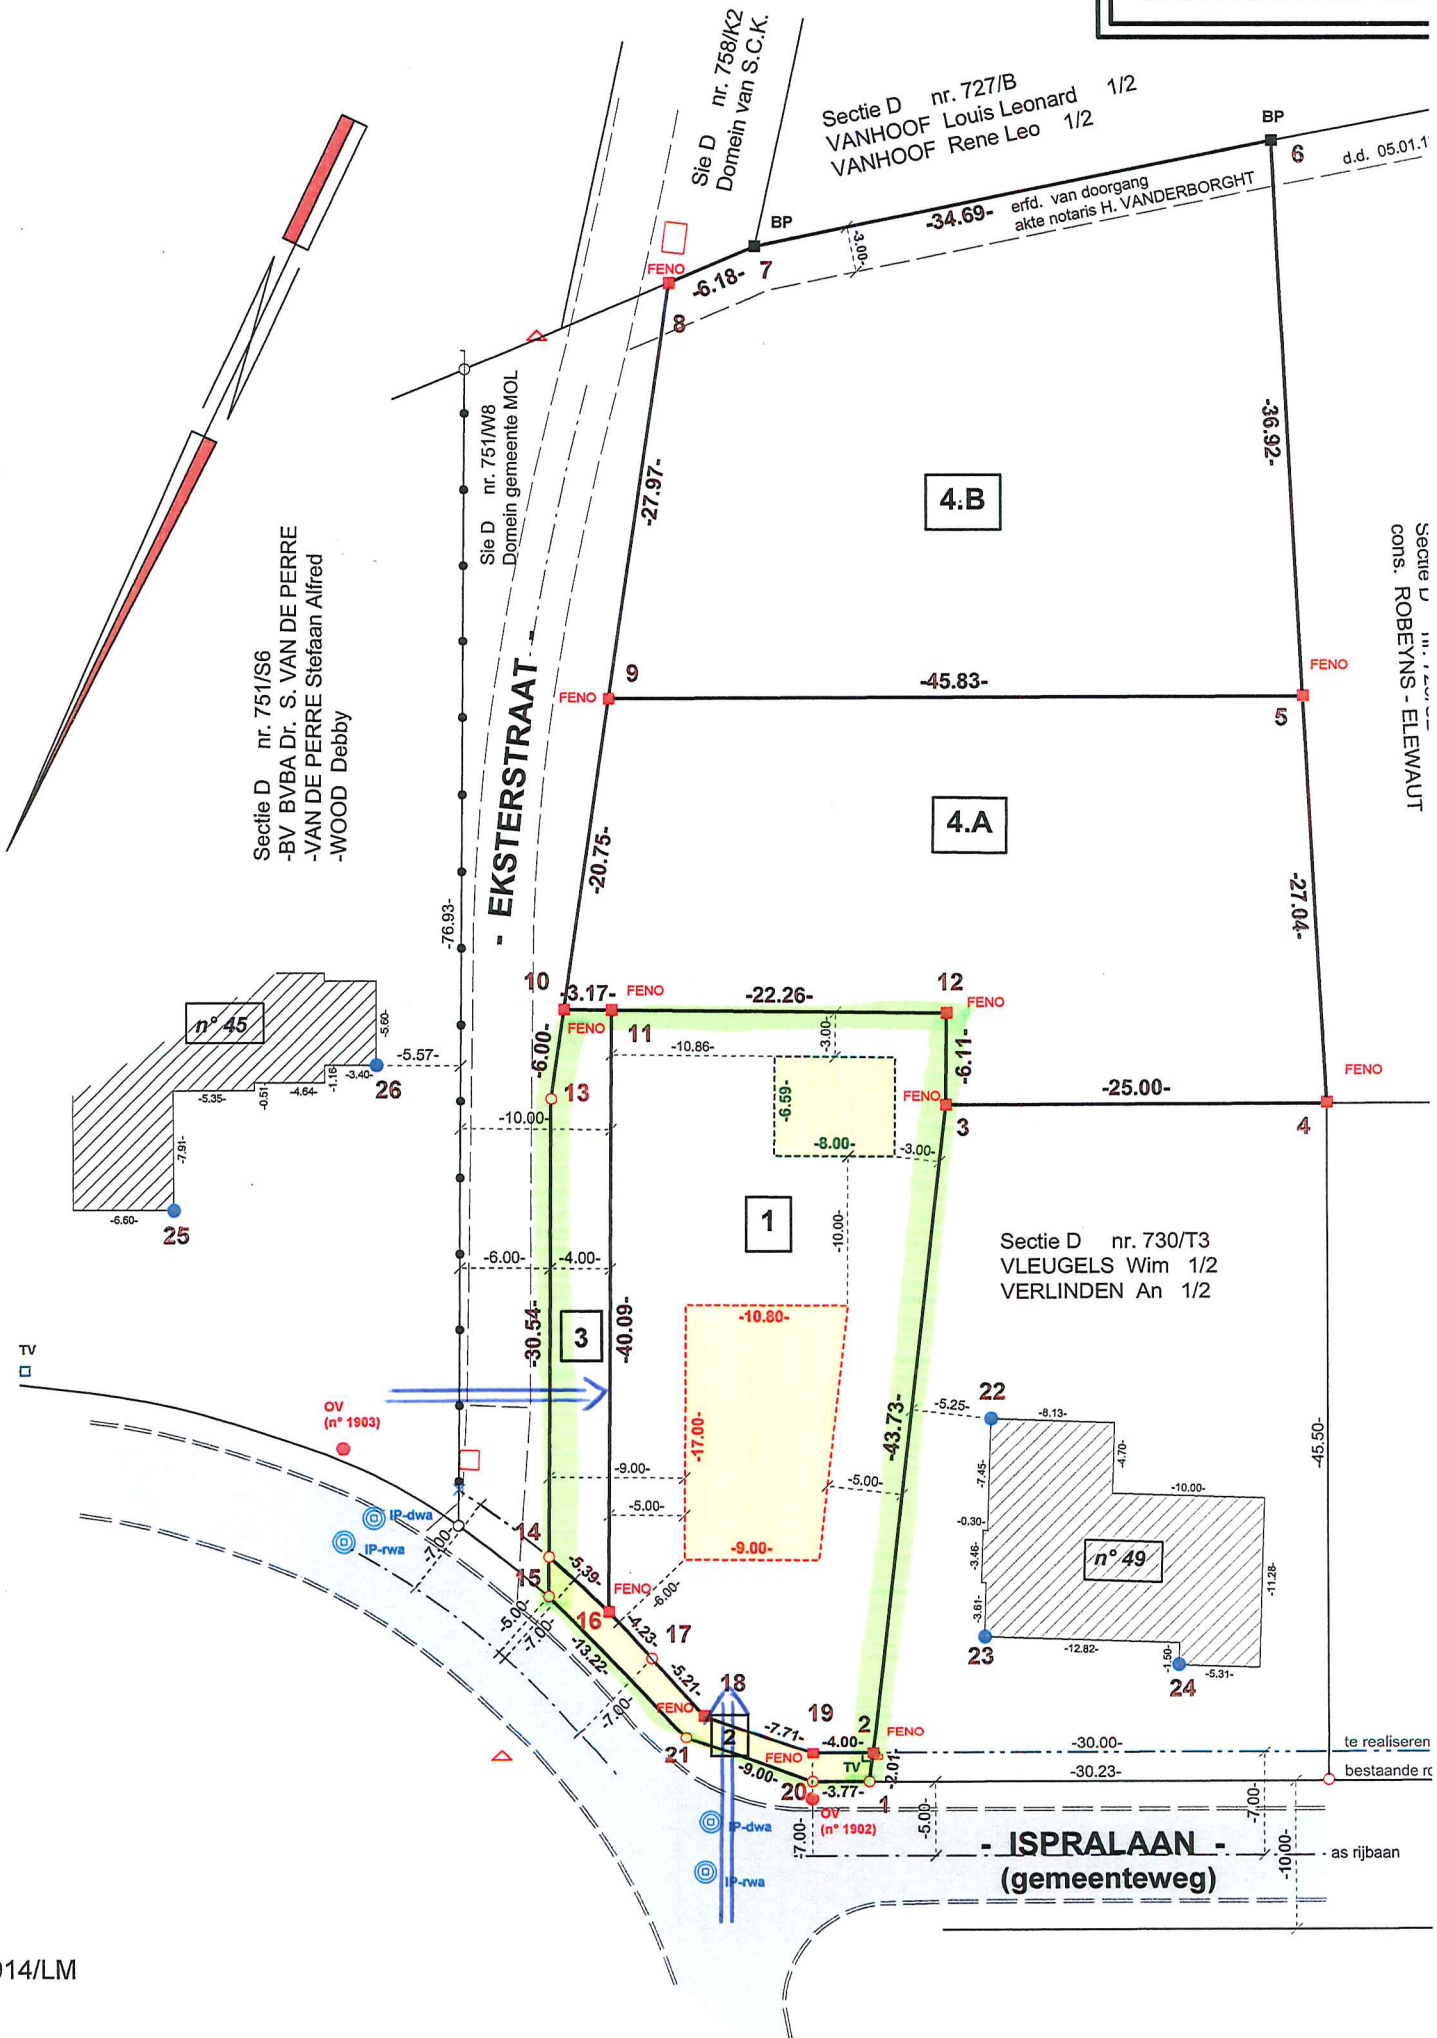 Sie D nr. 758/K2
Domein van S.C.K.
Sectie D nr. 727/B
VANHOOF Louis Leonard 1/2
VANHOOF Rene Leo 1/2
BP
6
d.d. 05.01.1
erfd. van doorgang
akte notaris H. VANDERBORGHT
-34.69-
-3.00-
BP
7
FENO
-6.18-
8
Sie D nr. 751/W8
Domein gemeente MOL
-27.97-
4.B
-36.92-
cons. ROBEYNS - ELEWAUT
Sectie D nr. 751/S6
-BV BVBA Dr. S. VAN DE PERRE
-VAN DE PERRE Stefaan Alfred
-WOOD Debby
- EKSTERSTRAAT -
9
FENO
-45.83-
FENO
5
4.A
-20.75-
-27.04-
-76.93-
10
-3.17-
FENO
-22.26-
12
FENO
FENO
11
-3.00-
-6.00-
-10.86-
-6.11-
n° 45
-5.60-
-5.57-
-3.40-
-1.16-
-4.64-
-0.51-
-5.35-
26
-7.91-
-6.60-
25
13
-10.00-
-6.59-
-8.00-
FENO
3
-25.00-
FENO
4
-3.00-
1
-10.00-
Sectie D nr. 730/T3
VLEUGELS Wim 1/2
VERLINDEN An 1/2
-6.00-
-4.00-
-30.54-
3
-40.09-
-10.80-
-17.00-
-9.00-
-43.73-
-45.50-
TV
OV
(n° 1903)
-9.00-
-5.00-
-5.00-
-5.25-
22
-8.13-
-4.70-
-7.45-
-10.00-
-0.30-
-3.46-
-3.61-
n° 49
-11.28-
23
-12.82-
-1.50-
-5.31-
24
IP-dwa
IP-rwa
-7.00-
14
-5.39-
15
FENO
-6.00-
16
-5.00-
-7.00-
-4.23-
17
-13.22-
-5.21-
18
-7.00-
FENO
2
-7.71-
19
-4.00-
2
FENO
21
FENO
TV
-2.01-
-9.00-
20
-3.77-
1
-30.00-
te realiseren
-30.23-
bestaande ro
OV
(n° 1902)
IP-dwa
IP-rwa
-7.00-
-5.00-
-7.00-
-10.00-
- ISPRALAAN -
(gemeenteweg)
as rijbaan
014/LM